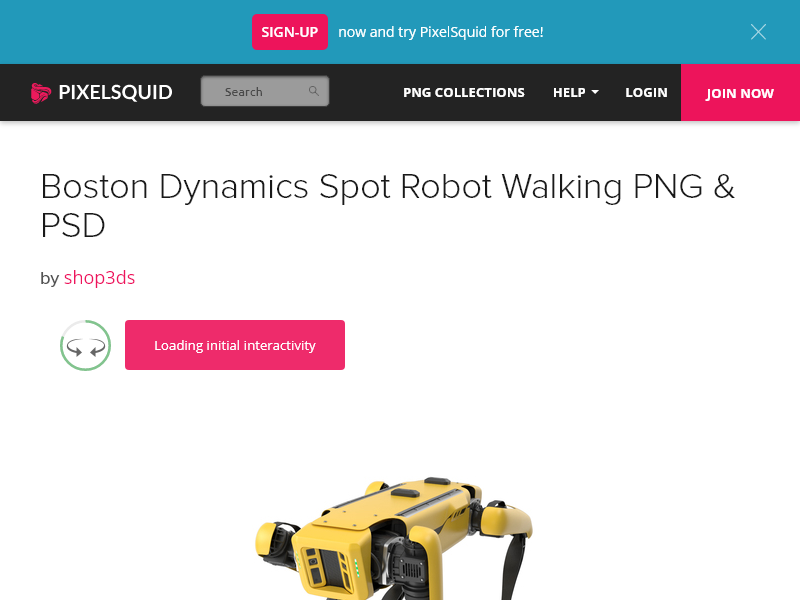 SIGN-UP now and try PixelSquid for free!
PIXELSQUID Search PNG COLLECTIONS HELP LOGIN JOIN NOW
Boston Dynamics Spot Robot Walking PNG &
PSD
by shop3ds
Loading initial interactivity